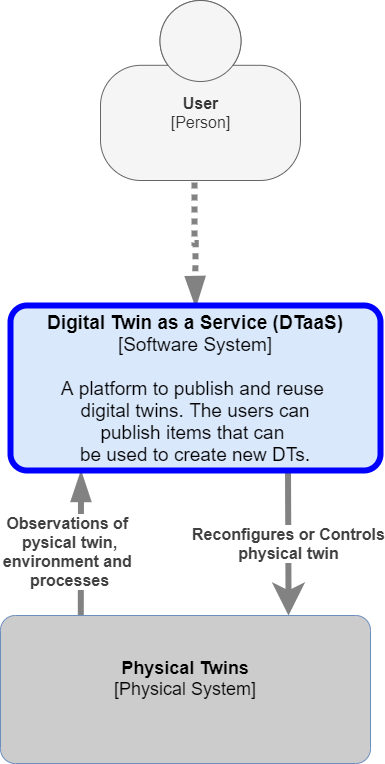 User
[Person]
Digital Twin as a Service (DTaaS)
[Software System]
A platform to publish and reuse
digital twins. The users can
publish items that can
be used to create new DTs.
Observations of
pysical twin,
environment and
processes
Reconfigures or Controls
physical twin
Physical Twins
[Physical System]